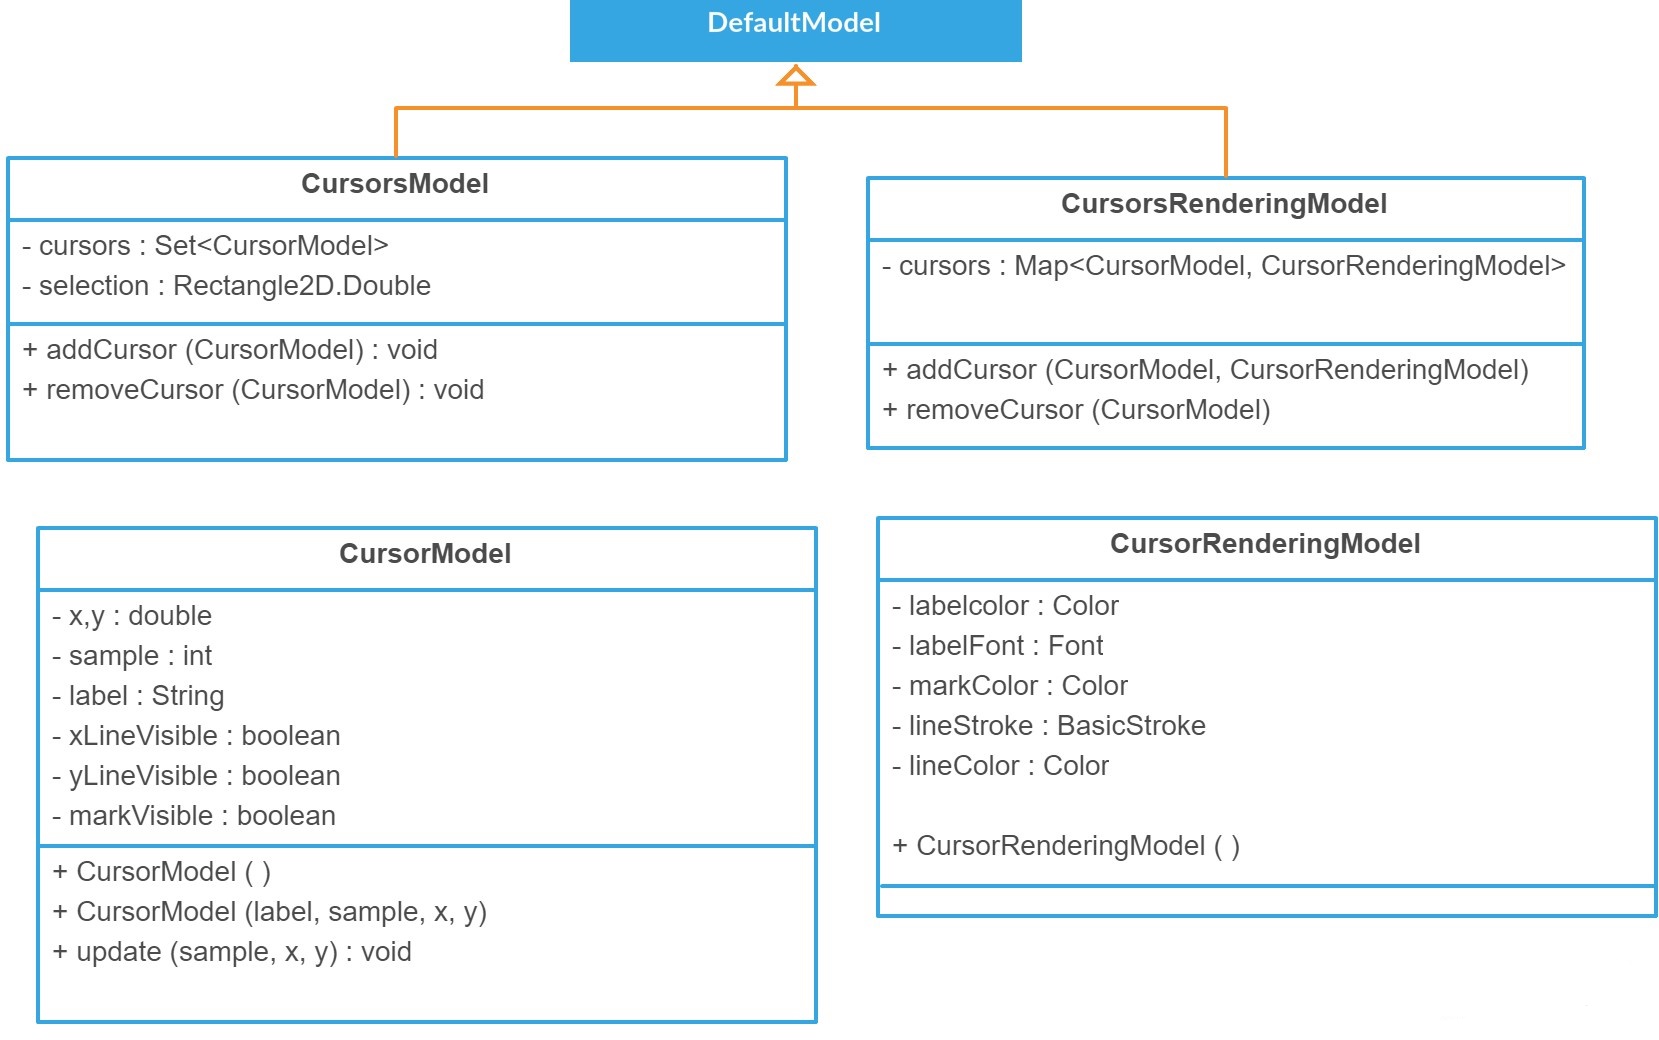 DefaultModel
CursorsModel
- cursors : Set<CursorModel>
- selection : Rectangle2D.Double
+ addCursor (CursorModel) : void
+ removeCursor (CursorModel) : void
CursorsRenderingModel
- cursors : Map<CursorModel, CursorRenderingModel>
+ addCursor (CursorModel, CursorRenderingModel)
+ removeCursor (CursorModel)
CursorModel
- x,y : double
- sample : int
- label : String
- xLineVisible : boolean
- yLineVisible : boolean
- markVisible : boolean
+ CursorModel ( )
+ CursorModel (label, sample, x, y)
+ update (sample, x, y) : void
CursorRenderingModel
- labelcolor : Color
- labelFont : Font
- markColor : Color
- lineStroke : BasicStroke
- lineColor : Color
+ CursorRenderingModel ( )